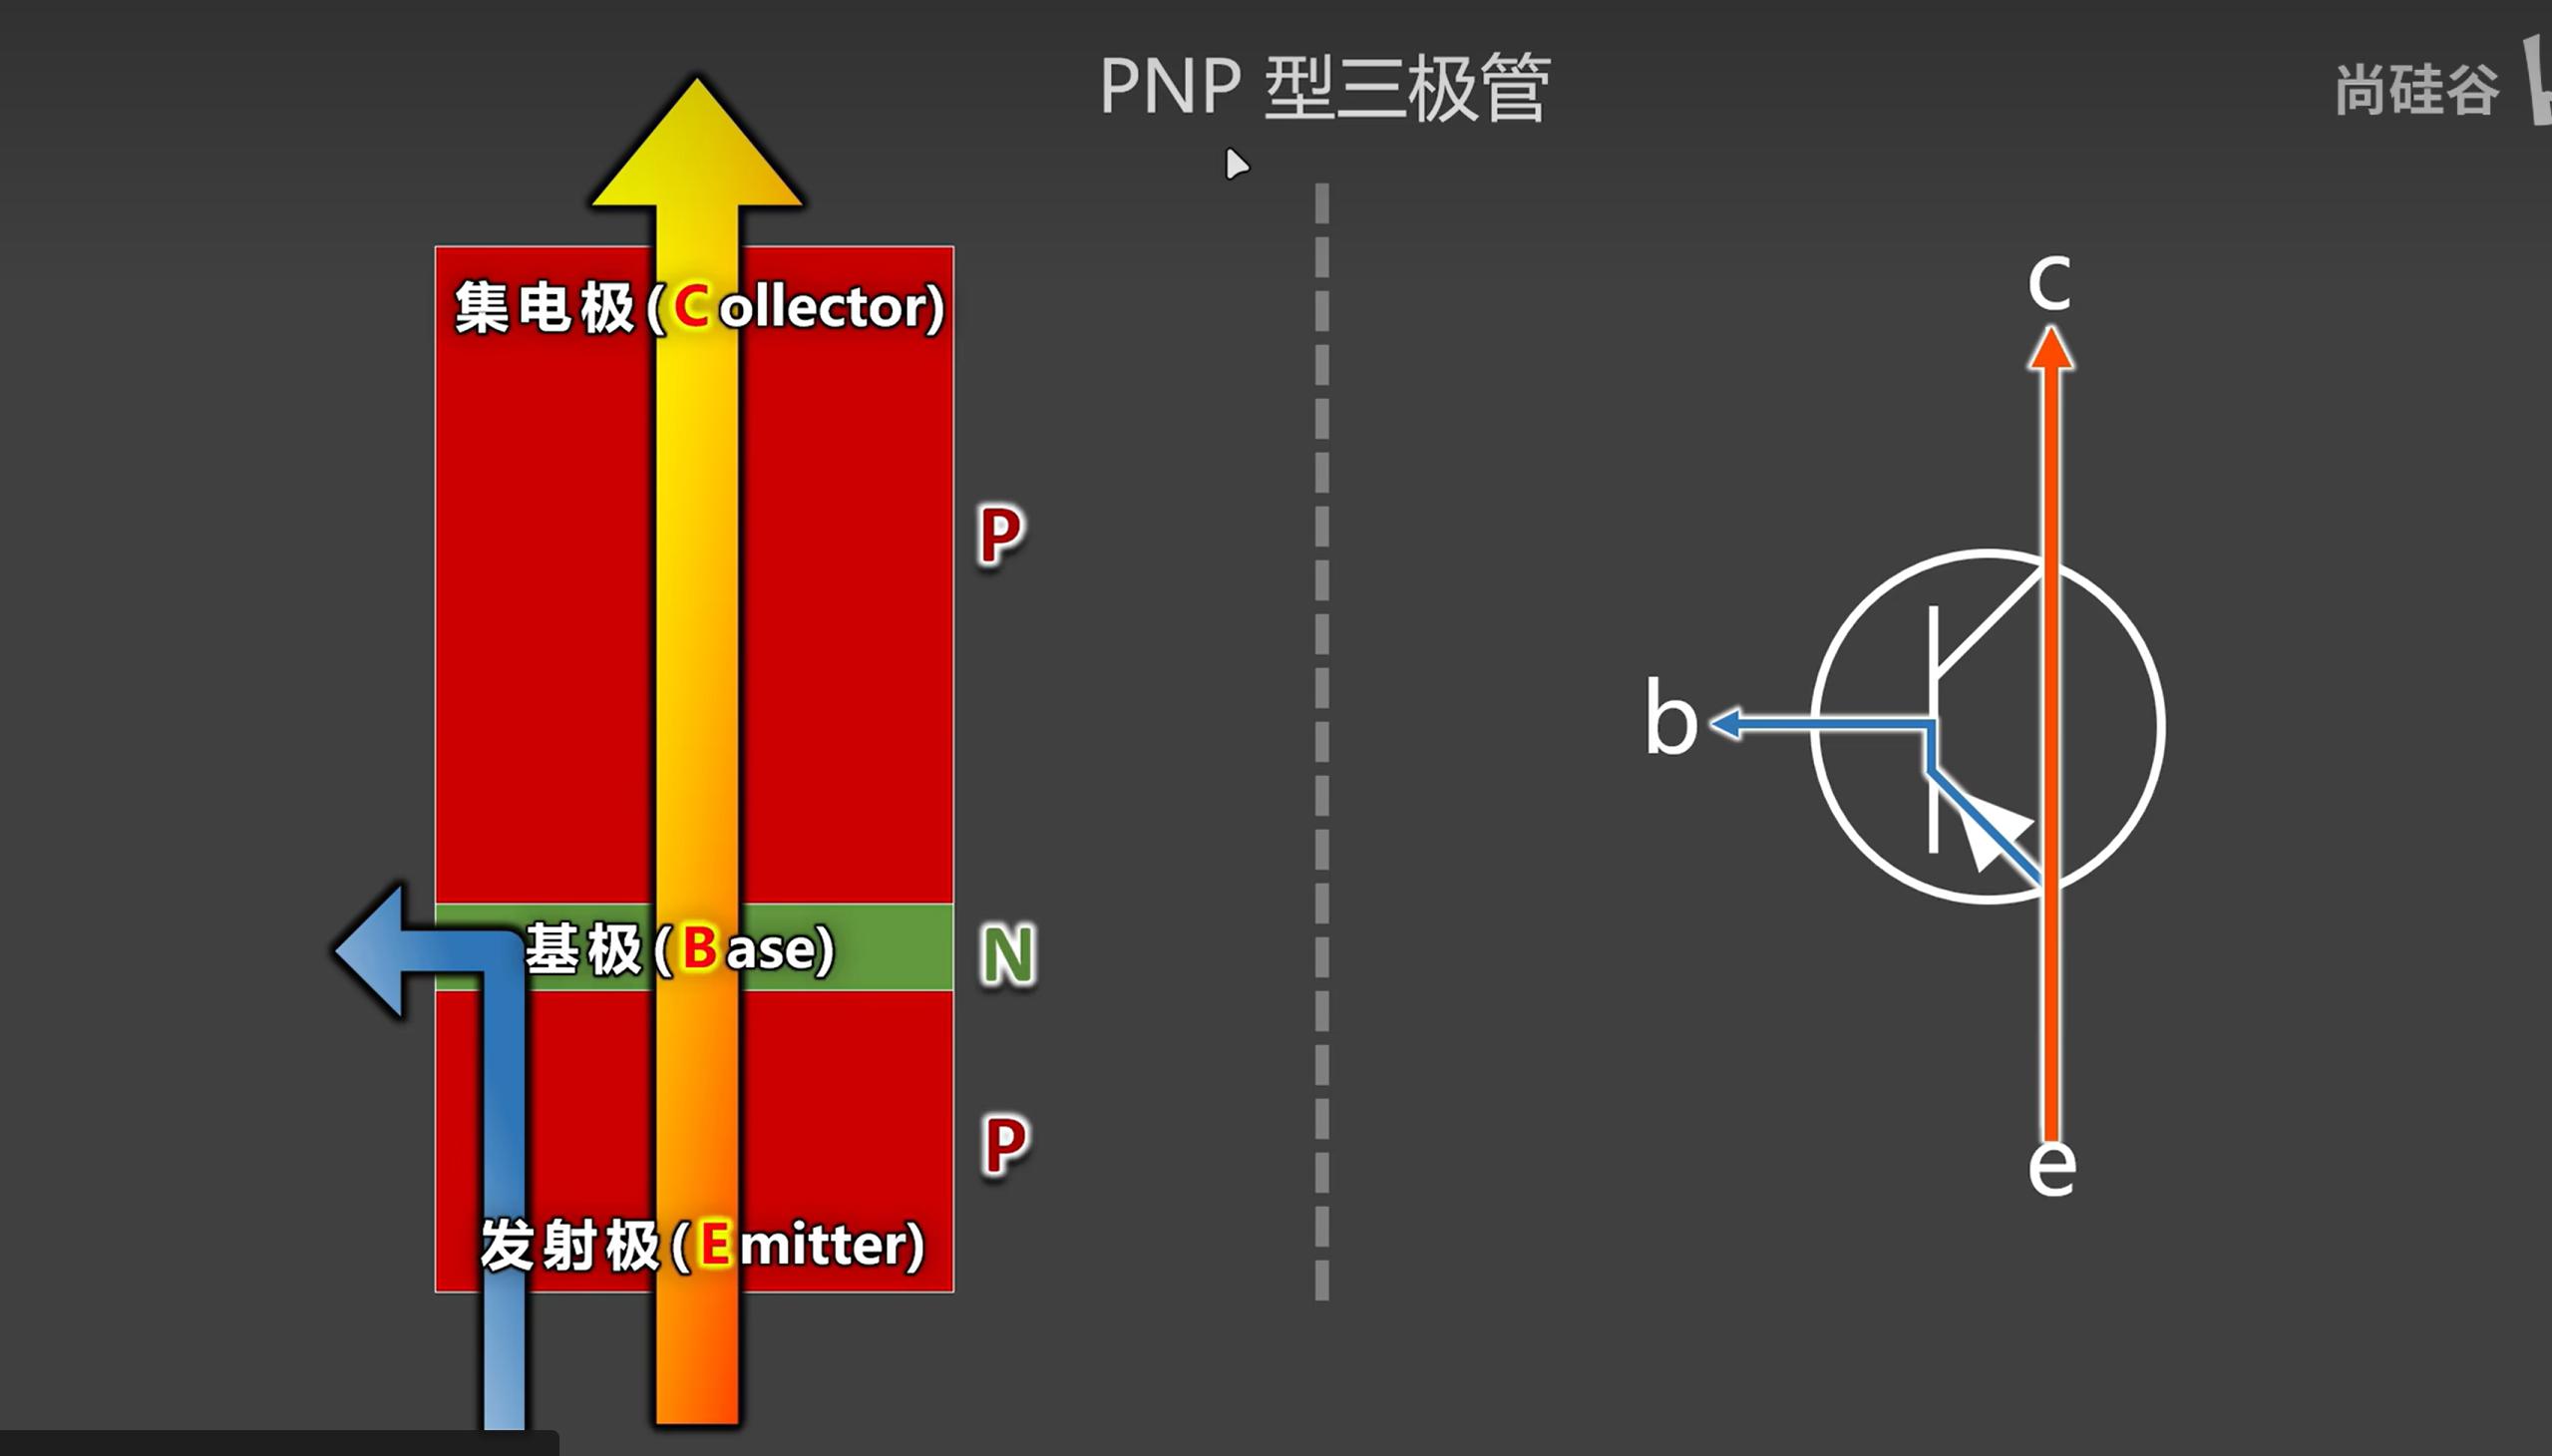 PNP 型三极管
尚硅谷
集电极(Collector)
P
基极(Base)
N
P
发射极(Emitter)
c
b
e